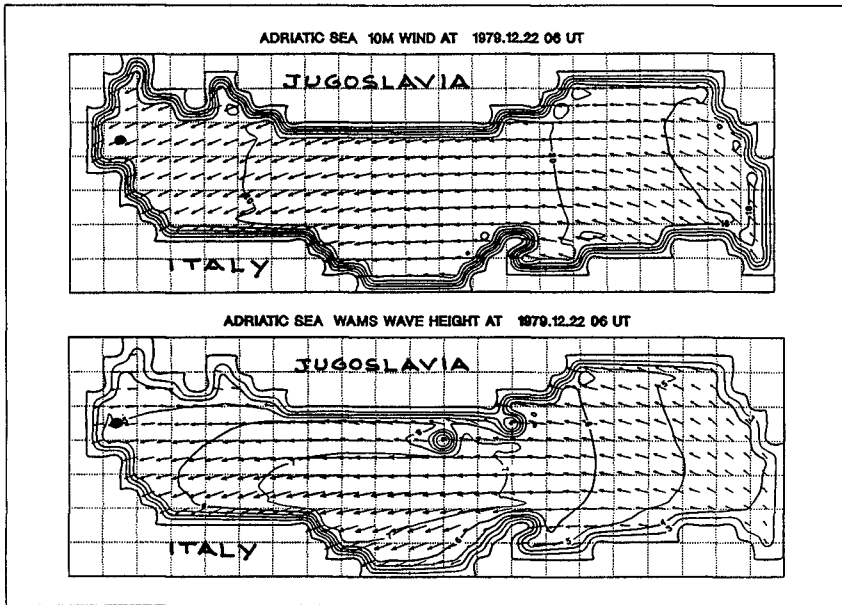 ADRIATIC SEA 10M WIND AT 1979.12.22 06 UT
JUGOSLAVIA
ITALY
ADRIATIC SEA WAMS WAVE HEIGHT AT 1979.12.22 06 UT
JUGOSLAVIA
ITALY